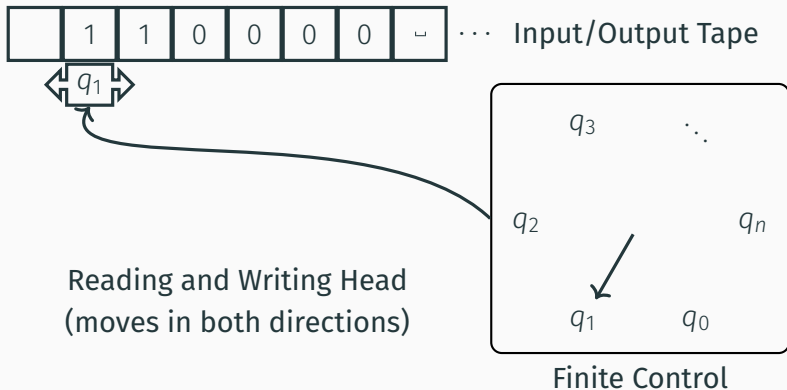 1 1 0 0 0 0 ␣ ··· Input/Output Tape
q₁
q₃ ⋱
q₂ qₙ
Reading and Writing Head
(moves in both directions)
q₁ q₀
Finite Control